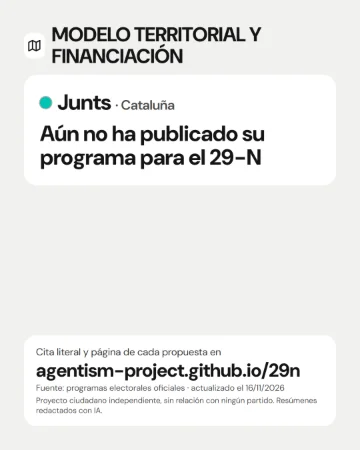 MODELO TERRITORIAL Y
FINANCIACIÓN
Junts · Cataluña
Aún no ha publicado su
programa para el 29-N
Cita literal y página de cada propuesta en
agentism-project.github.io/29n
Fuente: programas electorales oficiales · actualizado el 16/11/2026
Proyecto ciudadano independiente, sin relación con ningún partido. Resúmenes
redactados con IA.